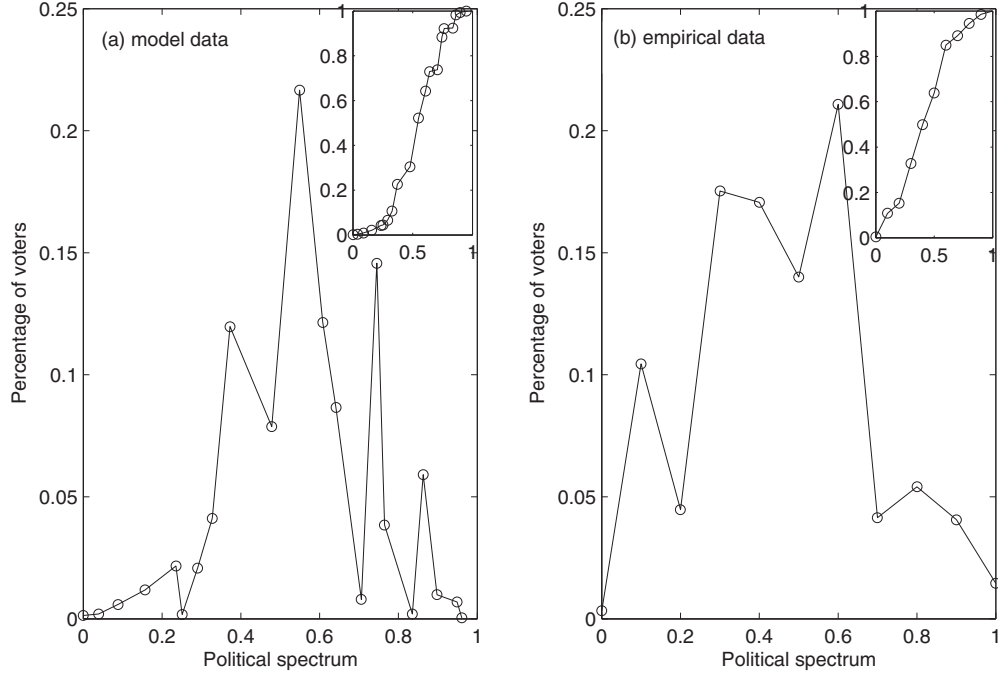 (a) model data
Percentage of voters
0.25
0.2
0.15
0.1
0.05
0
0 0.2 0.4 0.6 0.8 1
Political spectrum
1
0.8
0.6
0.4
0.2
0
0 0.5 1
(b) empirical data
Percentage of voters
0.25
0.2
0.15
0.1
0.05
0
0 0.2 0.4 0.6 0.8 1
Political spectrum
1
0.8
0.6
0.4
0.2
0
0 0.5 1